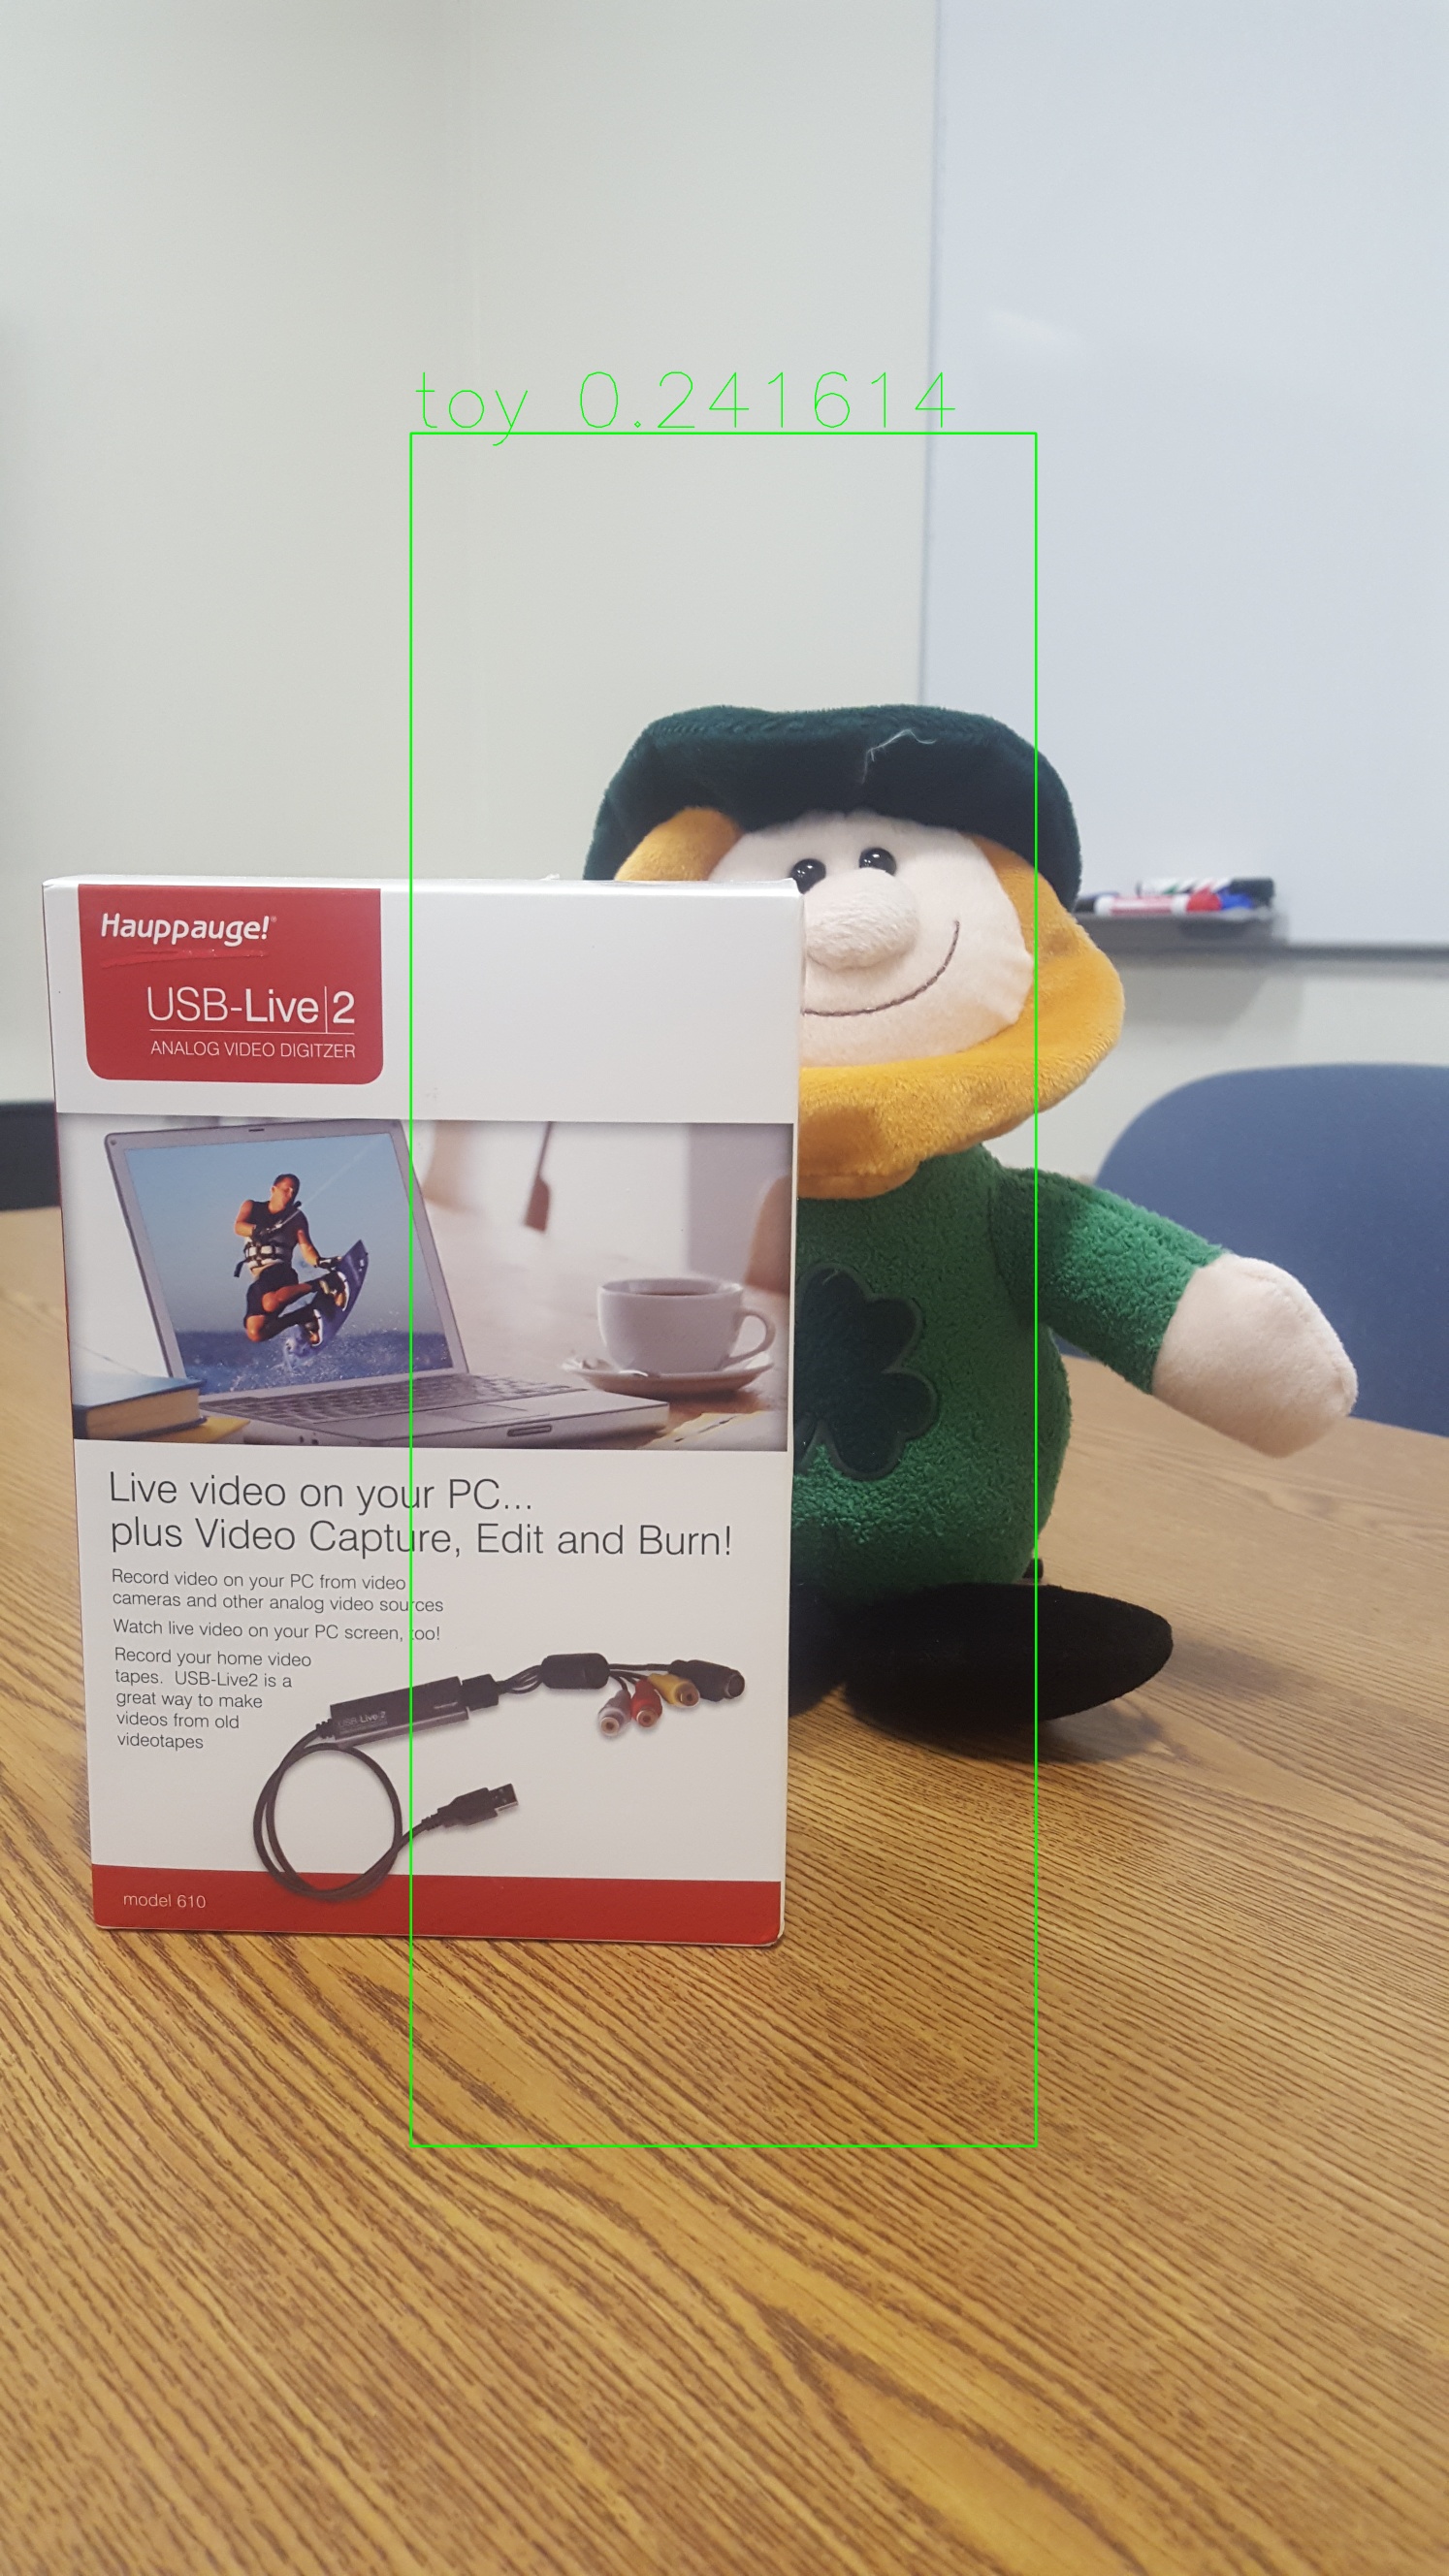 toy 0.241614
Hauppauge!
USB-Live|2
ANALOG VIDEO DIGITZER
Live video on your PC...
plus Video Capture, Edit and Burn!
Record video on your PC from video
cameras and other analog video sources
Watch live video on your PC screen, too!
Record your home video
tapes. USB-Live2 is a
great way to make
videos from old
videotapes
USB-Live 2
model 610